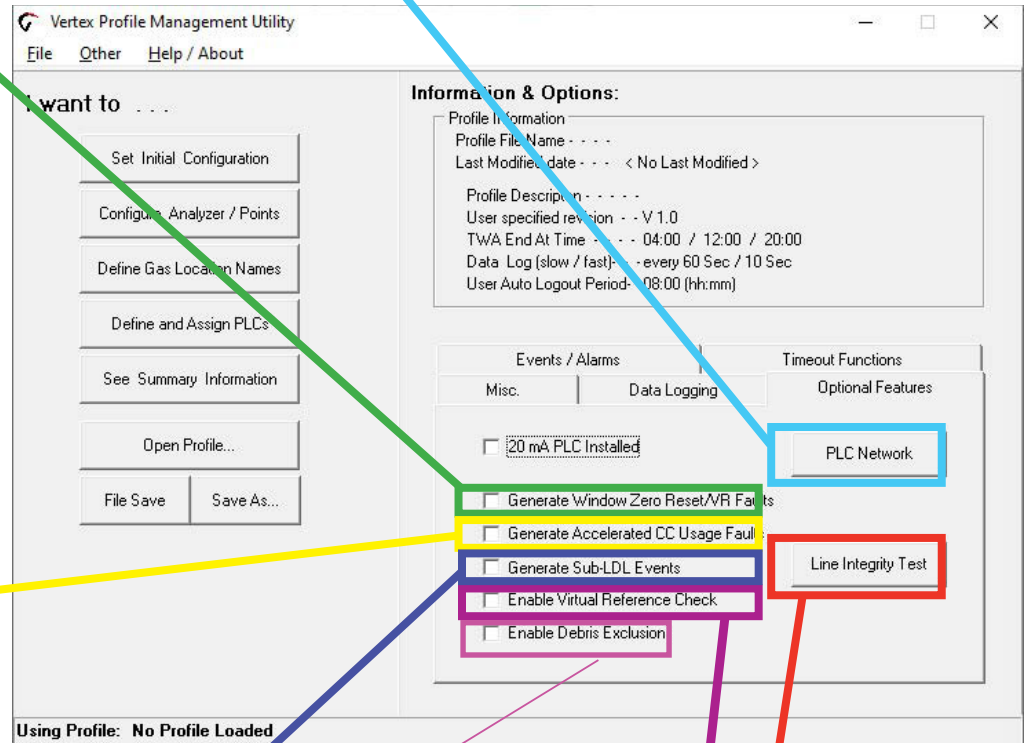 Vertex Profile Management Utility
File Other Help / About
I want to . . .
Set Initial Configuration
Configure Analyzer / Points
Define Gas Location Names
Define and Assign PLCs
See Summary Information
Open Profile...
File Save Save As...
Information & Options:
Profile Information
Profile File Name - - - -
Last Modified date - - - < No Last Modified >
Profile Description - - - - -
User specified revision - - V 1.0
TWA End At Time - - - - 04:00 / 12:00 / 20:00
Data Log (slow / fast)- - - every 60 Sec / 10 Sec
User Auto Logout Period- - 08:00 (hh:mm)
Events / Alarms Timeout Functions
Misc. Data Logging Optional Features
20 mA PLC Installed
PLC Network
Generate Window Zero Reset/VR Faults
Generate Accelerated CC Usage Faults
Generate Sub-LDL Events
Line Integrity Test
Enable Virtual Reference Check
Enable Debris Exclusion
Using Profile: No Profile Loaded